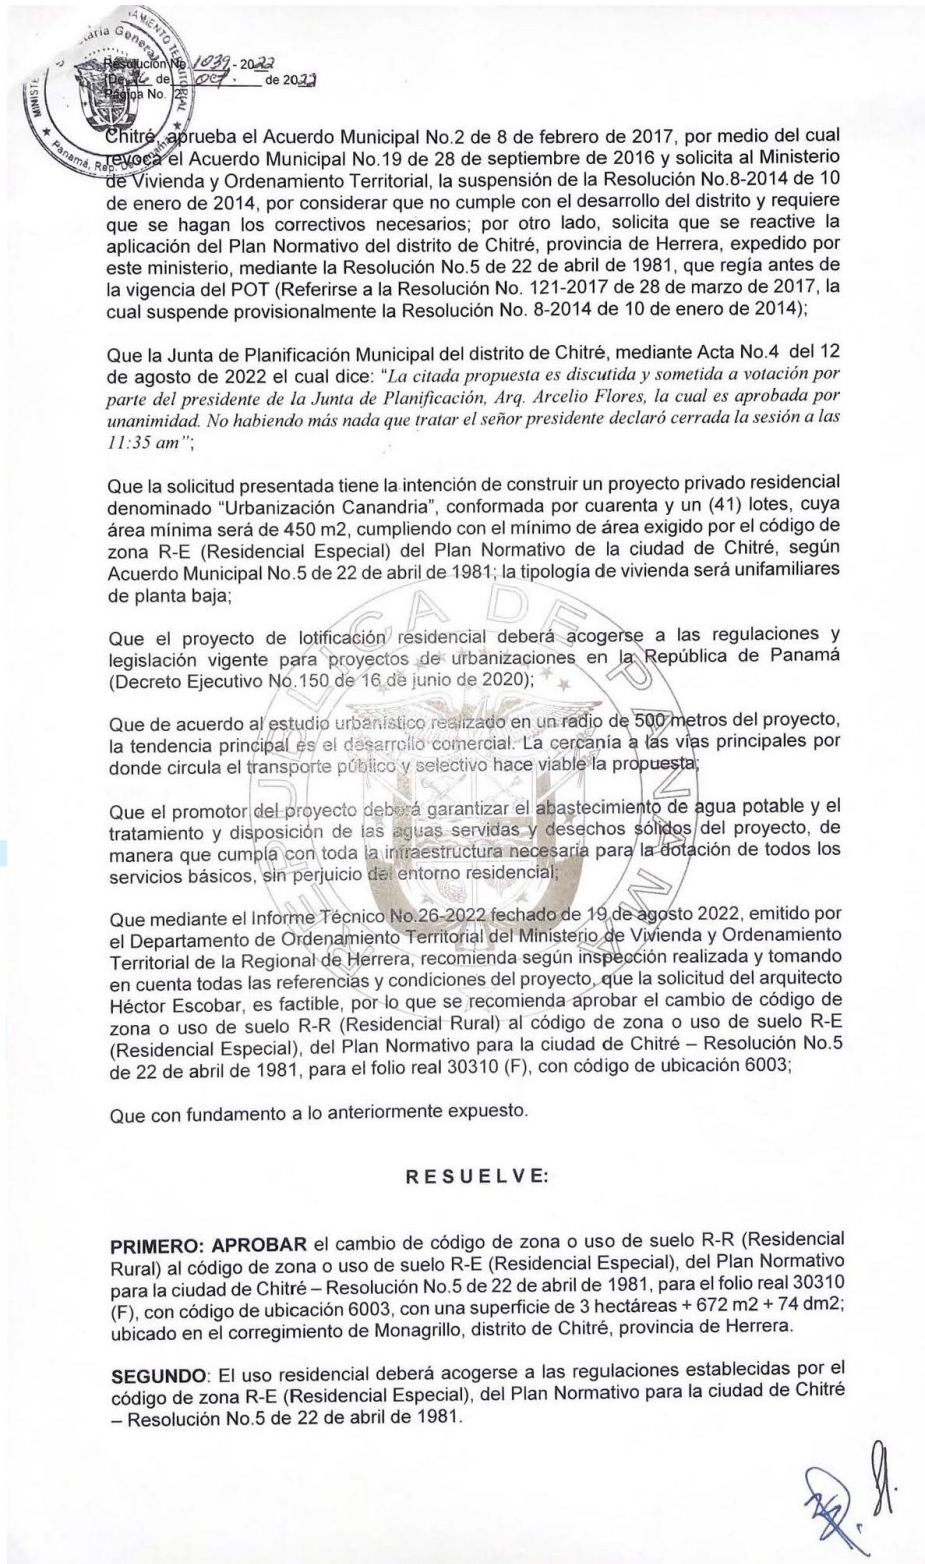 Resolución No. 1039 - 2022
de Oct. de 2022
Página No. 2
Chitré, aprueba el Acuerdo Municipal No.2 de 8 de febrero de 2017, por medio del cual
revoca el Acuerdo Municipal No.19 de 28 de septiembre de 2016 y solicita al Ministerio
de Vivienda y Ordenamiento Territorial, la suspensión de la Resolución No.8-2014 de 10
de enero de 2014, por considerar que no cumple con el desarrollo del distrito y requiere
que se hagan los correctivos necesarios; por otro lado, solicita que se reactive la
aplicación del Plan Normativo del distrito de Chitré, provincia de Herrera, expedido por
este ministerio, mediante la Resolución No.5 de 22 de abril de 1981, que regía antes de
la vigencia del POT (Referirse a la Resolución No. 121-2017 de 28 de marzo de 2017, la
cual suspende provisionalmente la Resolución No. 8-2014 de 10 de enero de 2014);
Que la Junta de Planificación Municipal del distrito de Chitré, mediante Acta No.4 del 12
de agosto de 2022 el cual dice: “La citada propuesta es discutida y sometida a votación por
parte del presidente de la Junta de Planificación, Arq. Arcelio Flores, la cual es aprobada por
unanimidad. No habiendo más nada que tratar el señor presidente declaró cerrada la sesión a las
11:35 am”;
Que la solicitud presentada tiene la intención de construir un proyecto privado residencial
denominado “Urbanización Canandria”, conformada por cuarenta y un (41) lotes, cuya
área mínima será de 450 m2, cumpliendo con el mínimo de área exigido por el código de
zona R-E (Residencial Especial) del Plan Normativo de la ciudad de Chitré, según
Acuerdo Municipal No.5 de 22 de abril de 1981; la tipología de vivienda será unifamiliares
de planta baja;
Que el proyecto de lotificación residencial deberá acogerse a las regulaciones y
legislación vigente para proyectos de urbanizaciones en la República de Panamá
(Decreto Ejecutivo No.150 de 16 de junio de 2020);
Que de acuerdo al estudio urbanístico realizado en un radio de 500 metros del proyecto,
la tendencia principal es el desarrollo comercial. La cercanía a las vías principales por
donde circula el transporte público y selectivo hace viable la propuesta;
Que el promotor del proyecto deberá garantizar el abastecimiento de agua potable y el
tratamiento y disposición de las aguas servidas y desechos sólidos del proyecto, de
manera que cumpla con toda la infraestructura necesaria para la dotación de todos los
servicios básicos, sin perjuicio del entorno residencial;
Que mediante el Informe Técnico No.26-2022 fechado de 19 de agosto 2022, emitido por
el Departamento de Ordenamiento Territorial del Ministerio de Vivienda y Ordenamiento
Territorial de la Regional de Herrera, recomienda según inspección realizada y tomando
en cuenta todas las referencias y condiciones del proyecto, que la solicitud del arquitecto
Héctor Escobar, es factible, por lo que se recomienda aprobar el cambio de código de
zona o uso de suelo R-R (Residencial Rural) al código de zona o uso de suelo R-E
(Residencial Especial), del Plan Normativo para la ciudad de Chitré – Resolución No.5
de 22 de abril de 1981, para el folio real 30310 (F), con código de ubicación 6003;
Que con fundamento a lo anteriormente expuesto.
RESUELVE:
PRIMERO: APROBAR el cambio de código de zona o uso de suelo R-R (Residencial
Rural) al código de zona o uso de suelo R-E (Residencial Especial), del Plan Normativo
para la ciudad de Chitré – Resolución No.5 de 22 de abril de 1981, para el folio real 30310
(F), con código de ubicación 6003, con una superficie de 3 hectáreas + 672 m2 + 74 dm2;
ubicado en el corregimiento de Monagrillo, distrito de Chitré, provincia de Herrera.
SEGUNDO: El uso residencial deberá acogerse a las regulaciones establecidas por el
código de zona R-E (Residencial Especial), del Plan Normativo para la ciudad de Chitré
– Resolución No.5 de 22 de abril de 1981.
REPUBLICA DE PANAMA